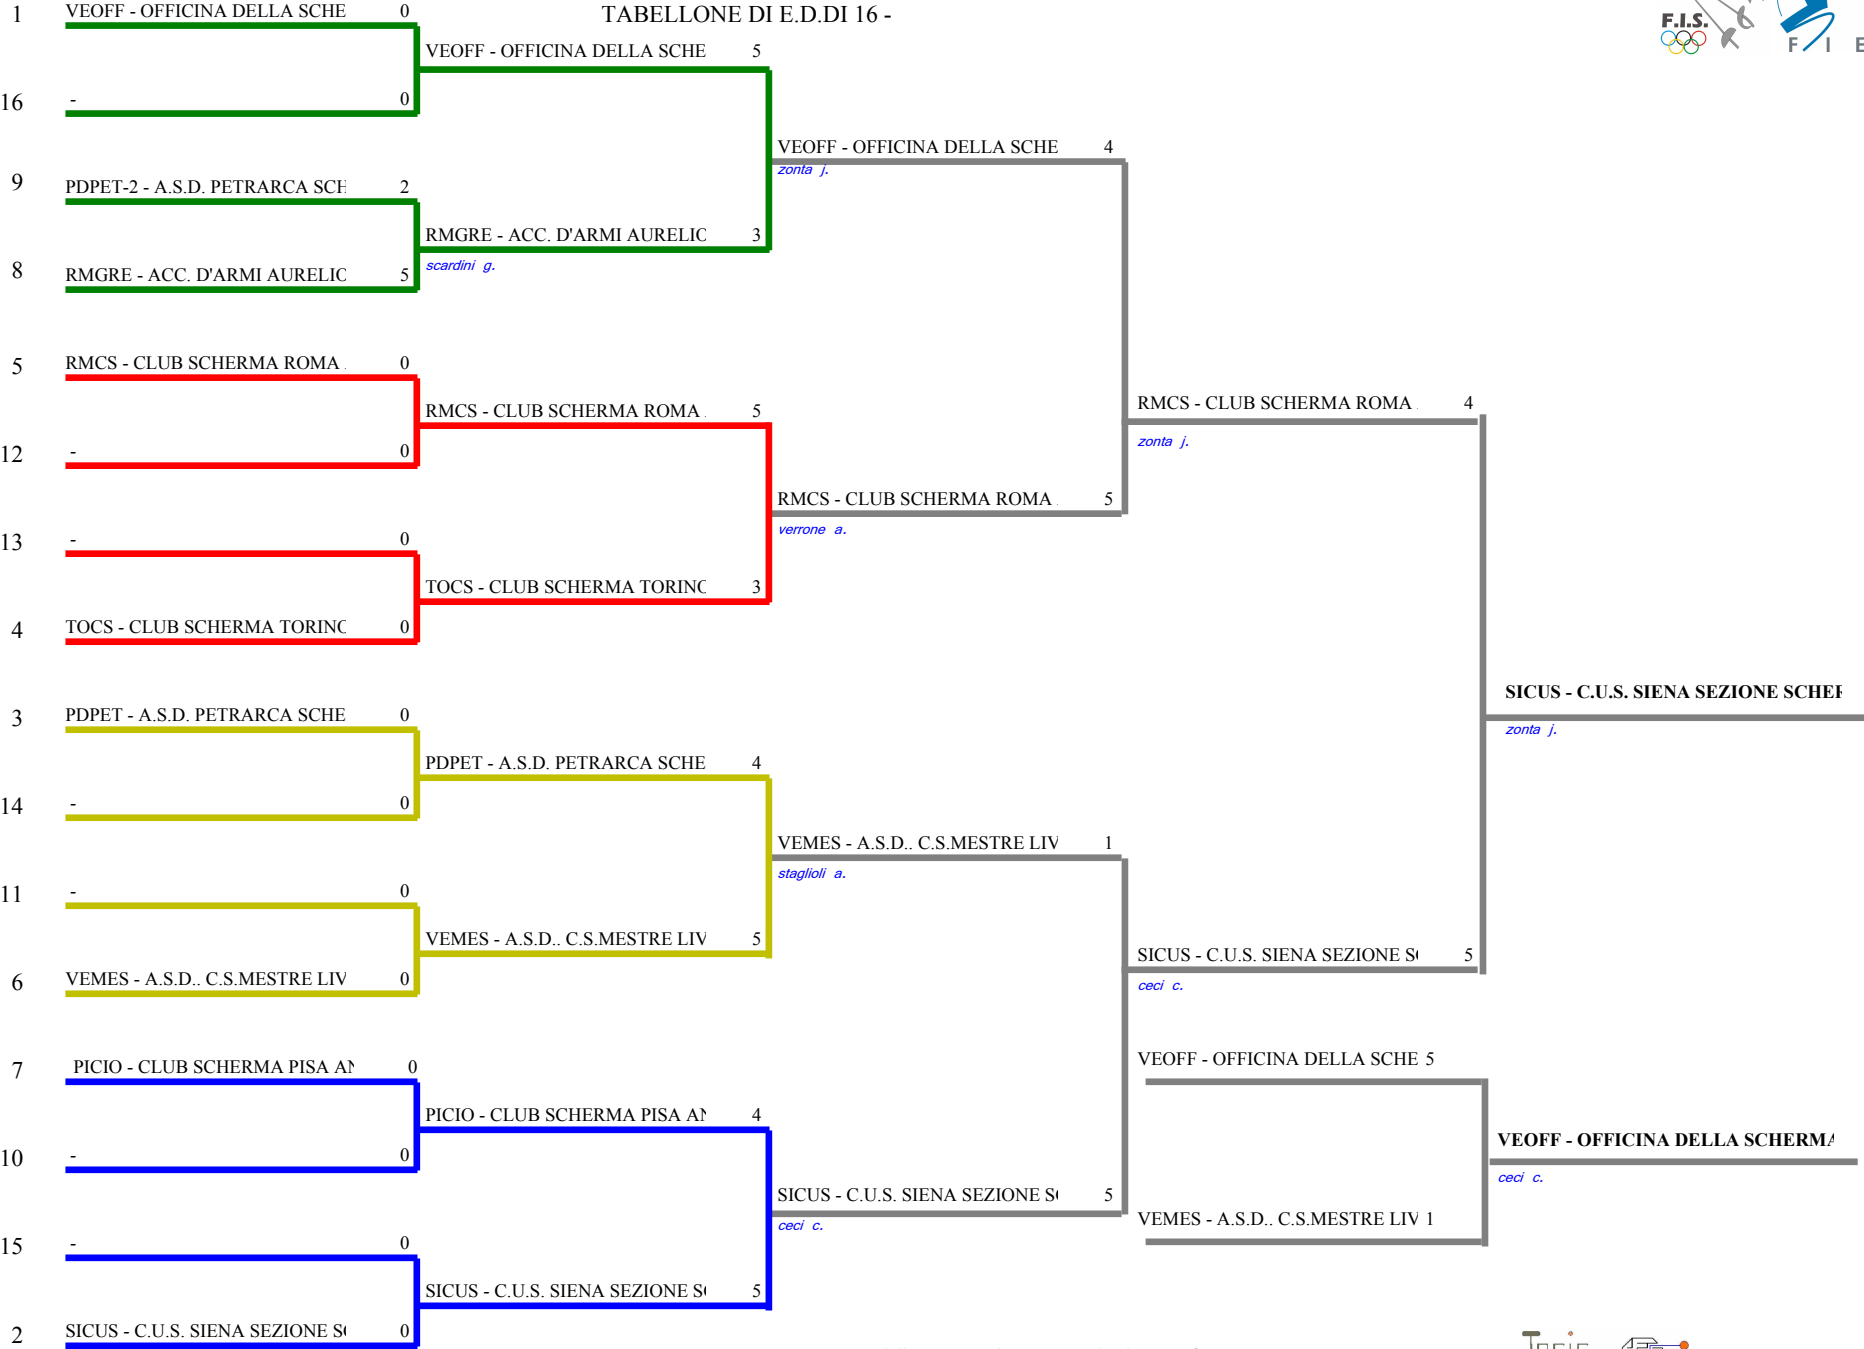 1 VEOFF - OFFICINA DELLA SCHE 0
TABELLONE DI E.D.DI 16 -
F.I.S.
F I E
VEOFF - OFFICINA DELLA SCHE 5
16 - 0
VEOFF - OFFICINA DELLA SCHE 4
zonta j.
9 PDPET-2 - A.S.D. PETRARCA SCH 2
RMGRE - ACC. D'ARMI AURELIO 3
scardini g.
8 RMGRE - ACC. D'ARMI AURELIO 5
5 RMCS - CLUB SCHERMA ROMA 0
RMCS - CLUB SCHERMA ROMA 5
RMCS - CLUB SCHERMA ROMA 4
zonta j.
12 - 0
RMCS - CLUB SCHERMA ROMA 5
verrone a.
13 - 0
TOCS - CLUB SCHERMA TORINO 3
4 TOCS - CLUB SCHERMA TORINO 0
SICUS - C.U.S. SIENA SEZIONE SCHER
zonta j.
3 PDPET - A.S.D. PETRARCA SCHE 0
PDPET - A.S.D. PETRARCA SCHE 4
14 - 0
VEMES - A.S.D.. C.S.MESTRE LIV 1
staglioli a.
11 - 0
VEMES - A.S.D.. C.S.MESTRE LIV 5
SICUS - C.U.S. SIENA SEZIONE S 5
ceci c.
6 VEMES - A.S.D.. C.S.MESTRE LIV 0
7 PICIO - CLUB SCHERMA PISA AN 0
VEOFF - OFFICINA DELLA SCHE 5
PICIO - CLUB SCHERMA PISA AN 4
VEOFF - OFFICINA DELLA SCHERMA
ceci c.
10 - 0
SICUS - C.U.S. SIENA SEZIONE S 5
ceci c.
VEMES - A.S.D.. C.S.MESTRE LIV 1
15 - 0
SICUS - C.U.S. SIENA SEZIONE S 5
2 SICUS - C.U.S. SIENA SEZIONE S 0